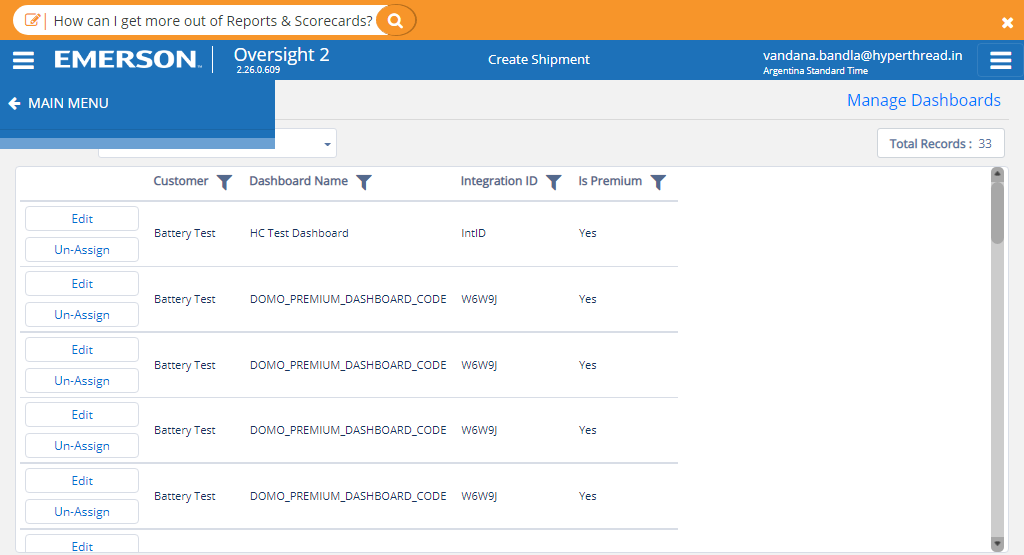 How can I get more out of Reports & Scorecards?
EMERSON™ Oversight 2 2.26.0.609 Create Shipment vandana.bandla@hyperthread.in Argentina Standard Time
MAIN MENU
Manage Dashboards
Total Records : 33
Customer Dashboard Name Integration ID Is Premium
Edit
Un-Assign
Battery Test HC Test Dashboard IntID Yes
Edit
Un-Assign
Battery Test DOMO_PREMIUM_DASHBOARD_CODE W6W9J Yes
Edit
Un-Assign
Battery Test DOMO_PREMIUM_DASHBOARD_CODE W6W9J Yes
Edit
Un-Assign
Battery Test DOMO_PREMIUM_DASHBOARD_CODE W6W9J Yes
Edit
Un-Assign
Battery Test DOMO_PREMIUM_DASHBOARD_CODE W6W9J Yes
Edit